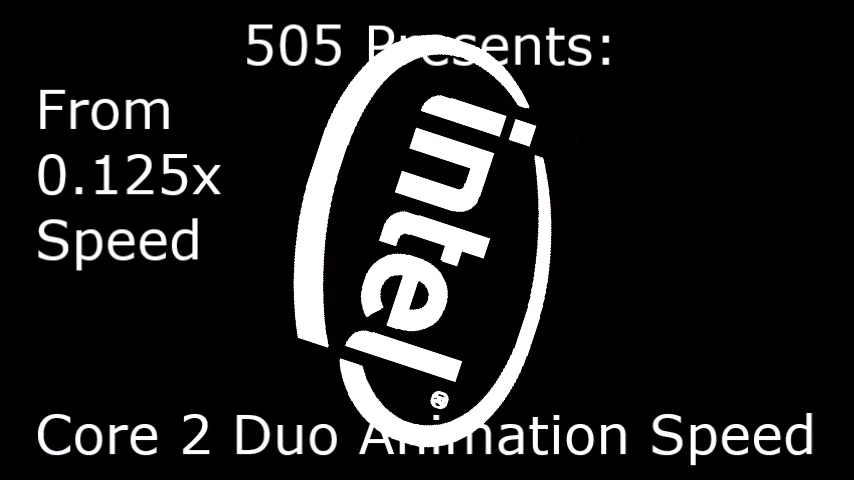 505 Presents:
From
0.125x
Speed
intel®
Core 2 Duo Animation Speed